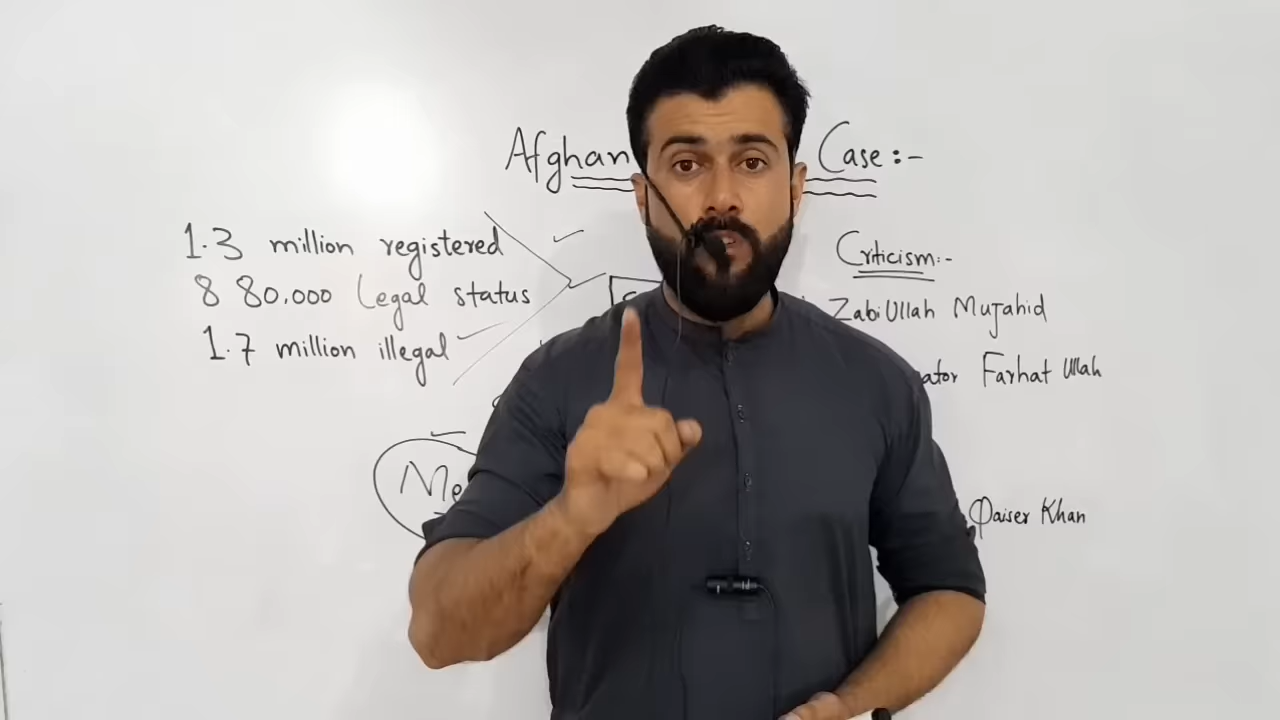 Afghan Case:-
1.3 million registered
8 80,000 Legal status
1.7 million illegal
Me
Criticism:-
ZabiUllah Mujahid
ator Farhat Ullah
Qaiser Khan